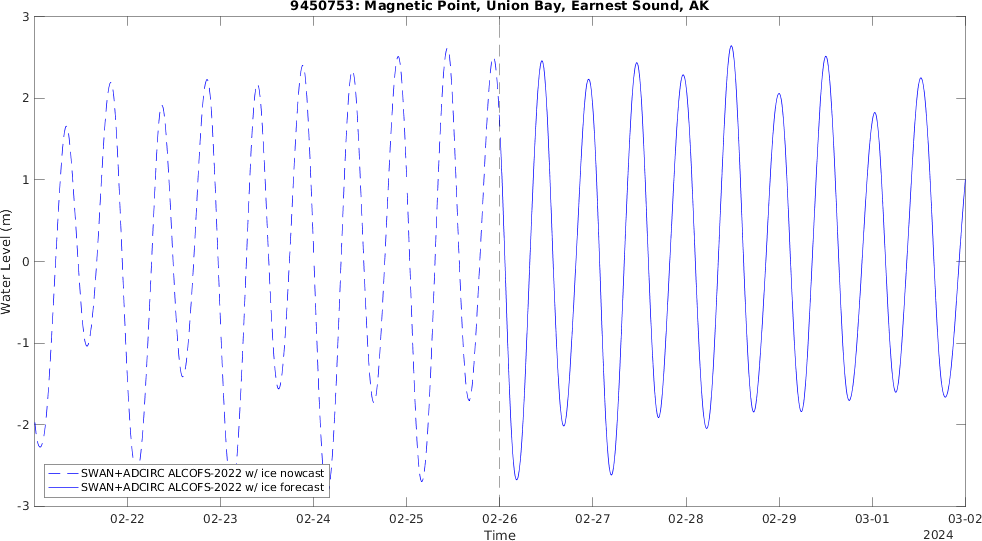 9450753: Magnetic Point, Union Bay, Earnest Sound, AK
3
2
1
0
-1
-2
-3
Water Level (m)
SWAN+ADCIRC ALCOFS-2022 w/ ice nowcast
SWAN+ADCIRC ALCOFS-2022 w/ ice forecast
02-22 02-23 02-24 02-25 02-26 02-27 02-28 02-29 03-01 03-02
Time
2024